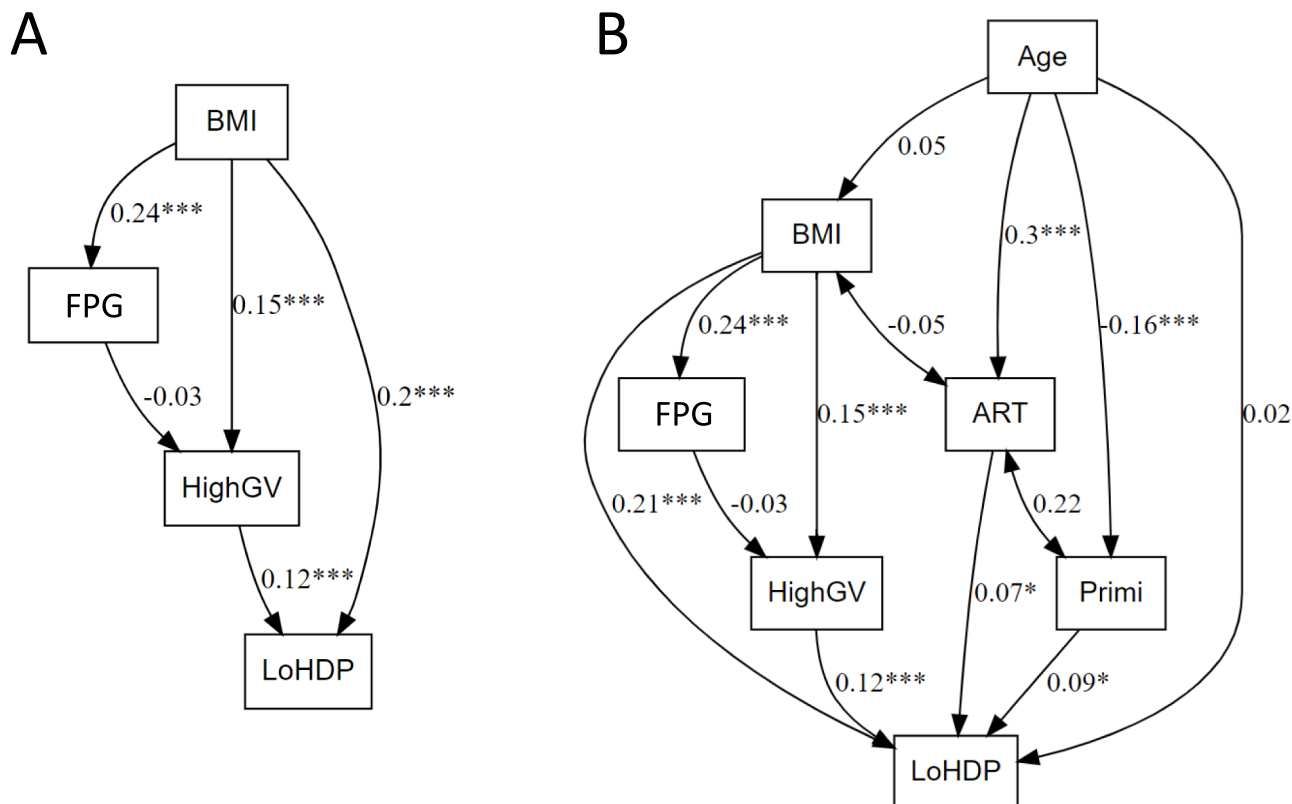 A
BMI
0.24***
0.15***
FPG
-0.03
0.2***
HighGV
0.12***
LoHDP
B
Age
0.05
BMI
0.3***
0.24***
-0.05
-0.16***
FPG
0.15***
ART
0.02
0.21***
-0.03
0.22
HighGV
0.07*
Primi
0.12***
0.09*
LoHDP